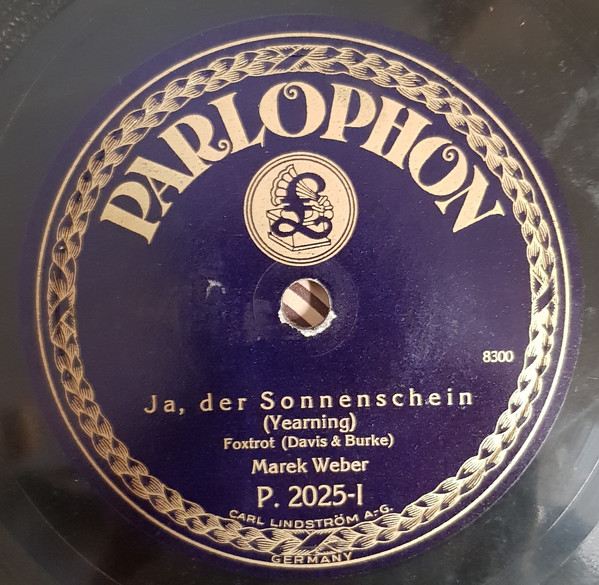 PARLOPHON
£
8300
Ja, der Sonnenschein
(Yearning)
Foxtrot (Davis & Burke)
Marek Weber
P. 2025-I
CARL LINDSTRÖM A.-G.
GERMANY